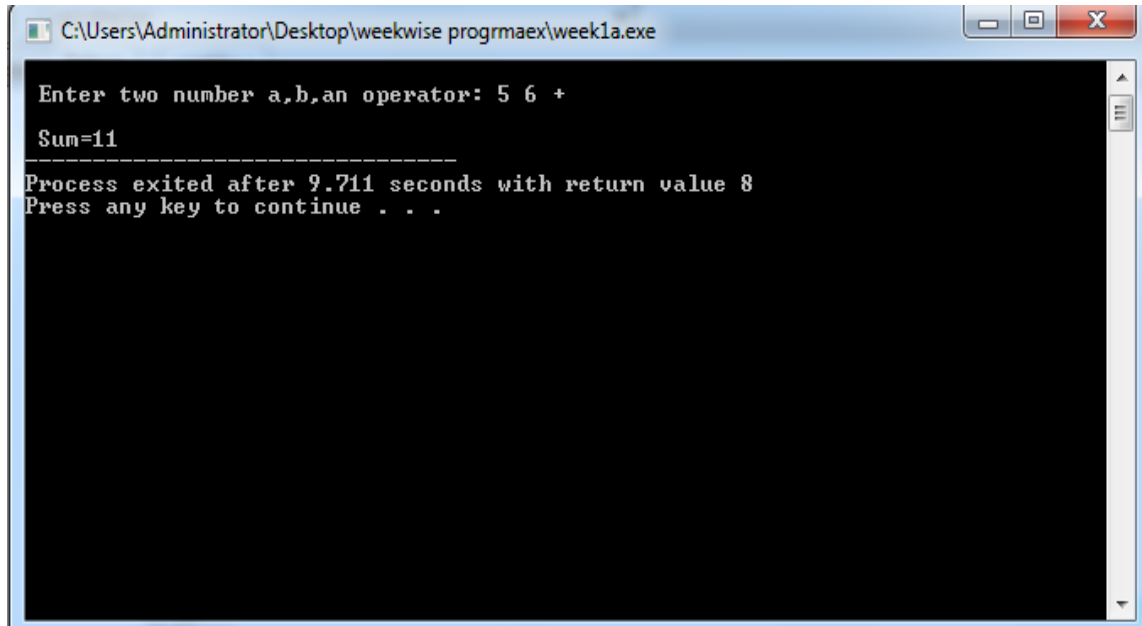 C:\Users\Administrator\Desktop\weekwise progrmaex\week1a.exe
Enter two number a,b,an operator: 5 6 +
Sum=11
--------------------------------
Process exited after 9.711 seconds with return value 8
Press any key to continue . . .